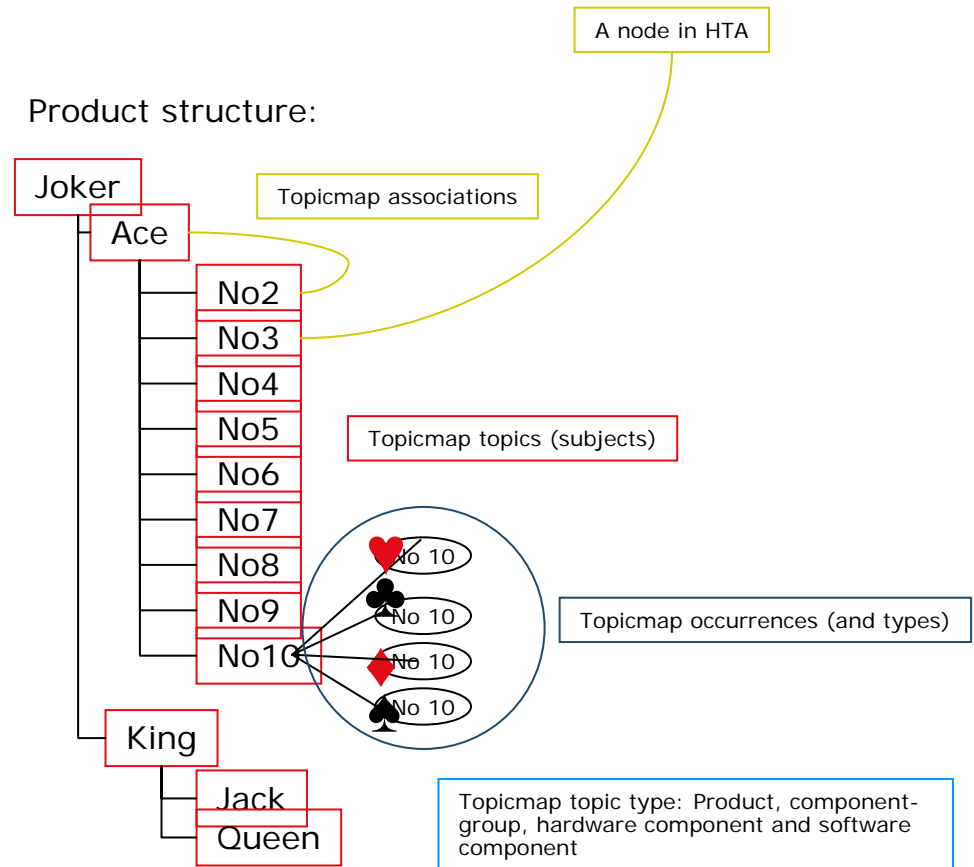 A node in HTA
Product structure:
Joker
Topicmap associations
Ace
No2
No3
No4
No5
Topicmap topics (subjects)
No6
No7
No8
No9
No10
No 10
No 10
No 10
No 10
Topicmap occurrences (and types)
King
Jack
Queen
Topicmap topic type: Product, component-
group, hardware component and software
component